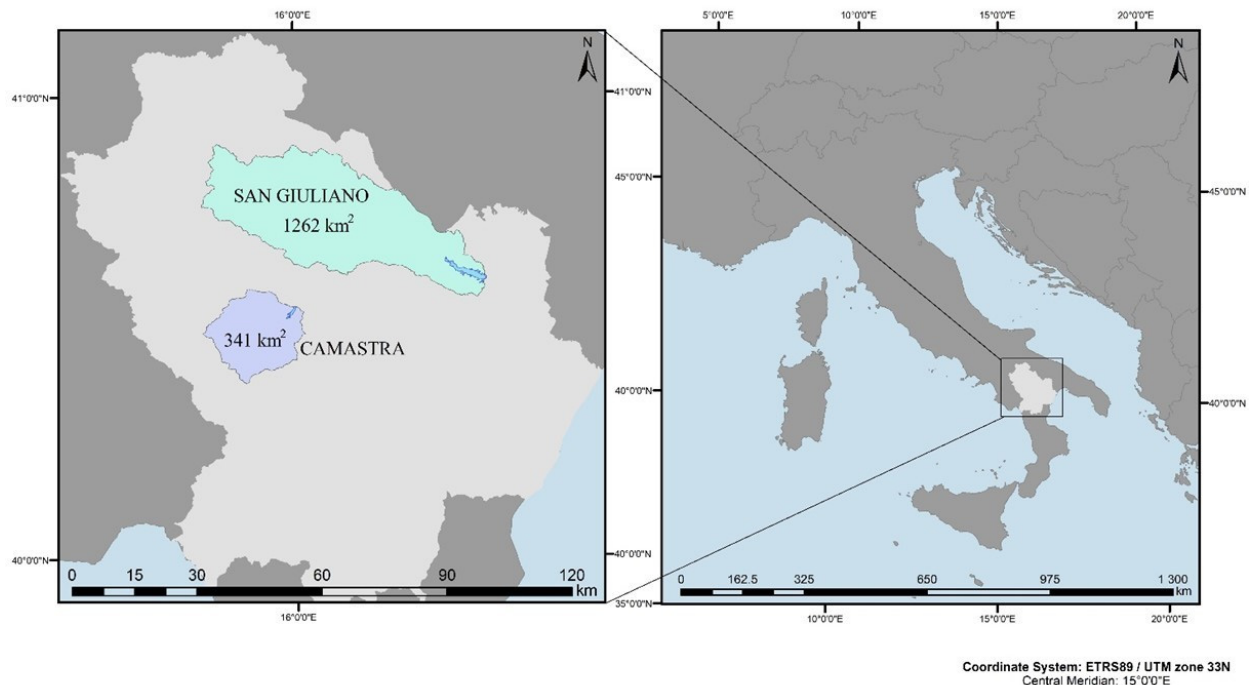 16°0'0"E
5°0'0"E 10°0'0"E 15°0'0"E 20°0'0"E
N
N
41°0'0"N
41°0'0"N
45°0'0"N
45°0'0"N
SAN GIULIANO
1262 km²
341 km²
CAMASTRA
40°0'0"N
40°0'0"N
40°0'0"N
40°0'0"N
0 15 30 60 90 120
km
0 162.5 325 650 975 1 300
km
35°0'0"N
16°0'0"E
10°0'0"E 15°0'0"E 20°0'0"E
Coordinate System: ETRS89 / UTM zone 33N
Central Meridian: 15°0'0"E